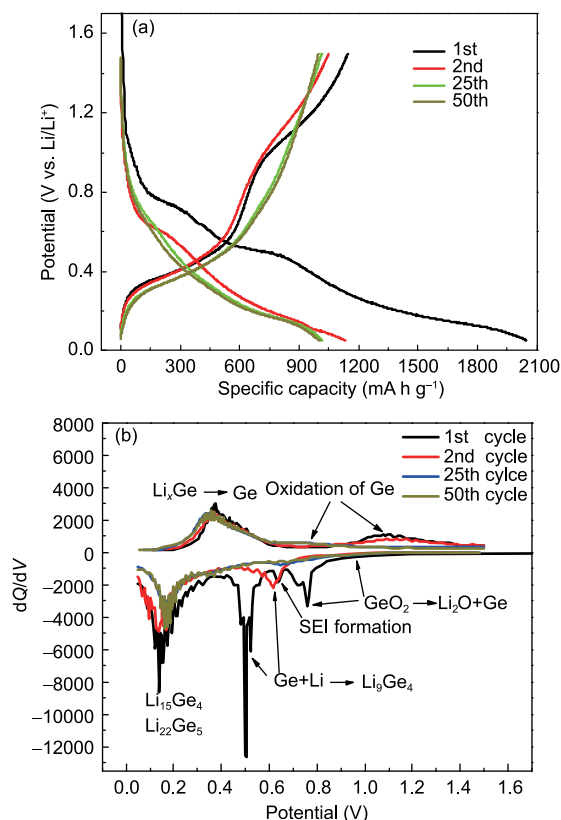 (a)
1st
2nd
25th
50th
1.6
1.2
0.8
0.4
0.0
Potential (V vs. Li/Li⁺)
0 300 600 900 1200 1500 1800 2100
Specific capacity (mA h g⁻¹)
(b)
1st cycle
2nd cycle
25th cylce
50th cycle
8000
6000
4000
2000
0
−2000
−4000
−6000
−8000
−10000
−12000
dQ/dV
LiₓGe → Ge
Oxidation of Ge
GeO₂ → Li₂O+Ge
SEI formation
Ge+Li → Li₉Ge₄
Li₁₅Ge₄
Li₂₂Ge₅
0.0 0.2 0.4 0.6 0.8 1.0 1.2 1.4 1.6
Potential (V)